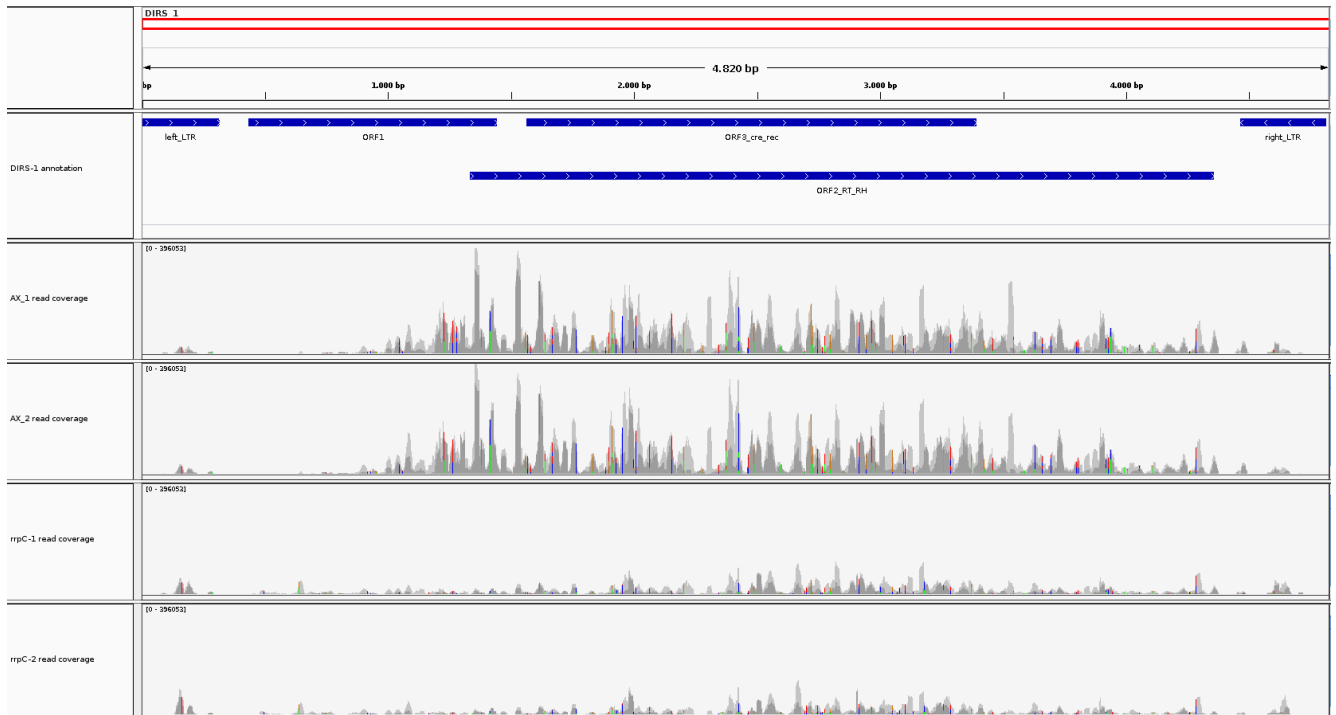 DIRS_1
4.820 bp
bp 1.000 bp 2.000 bp 3.000 bp 4.000 bp
left_LTR ORF1 ORF3_cre_rec right_LTR
DIRS-1 annotation
ORF2_RT_RH
[0 - 396053]
AX_1 read coverage
[0 - 396053]
AX_2 read coverage
[0 - 396053]
rrpC-1 read coverage
[0 - 396053]
rrpC-2 read coverage